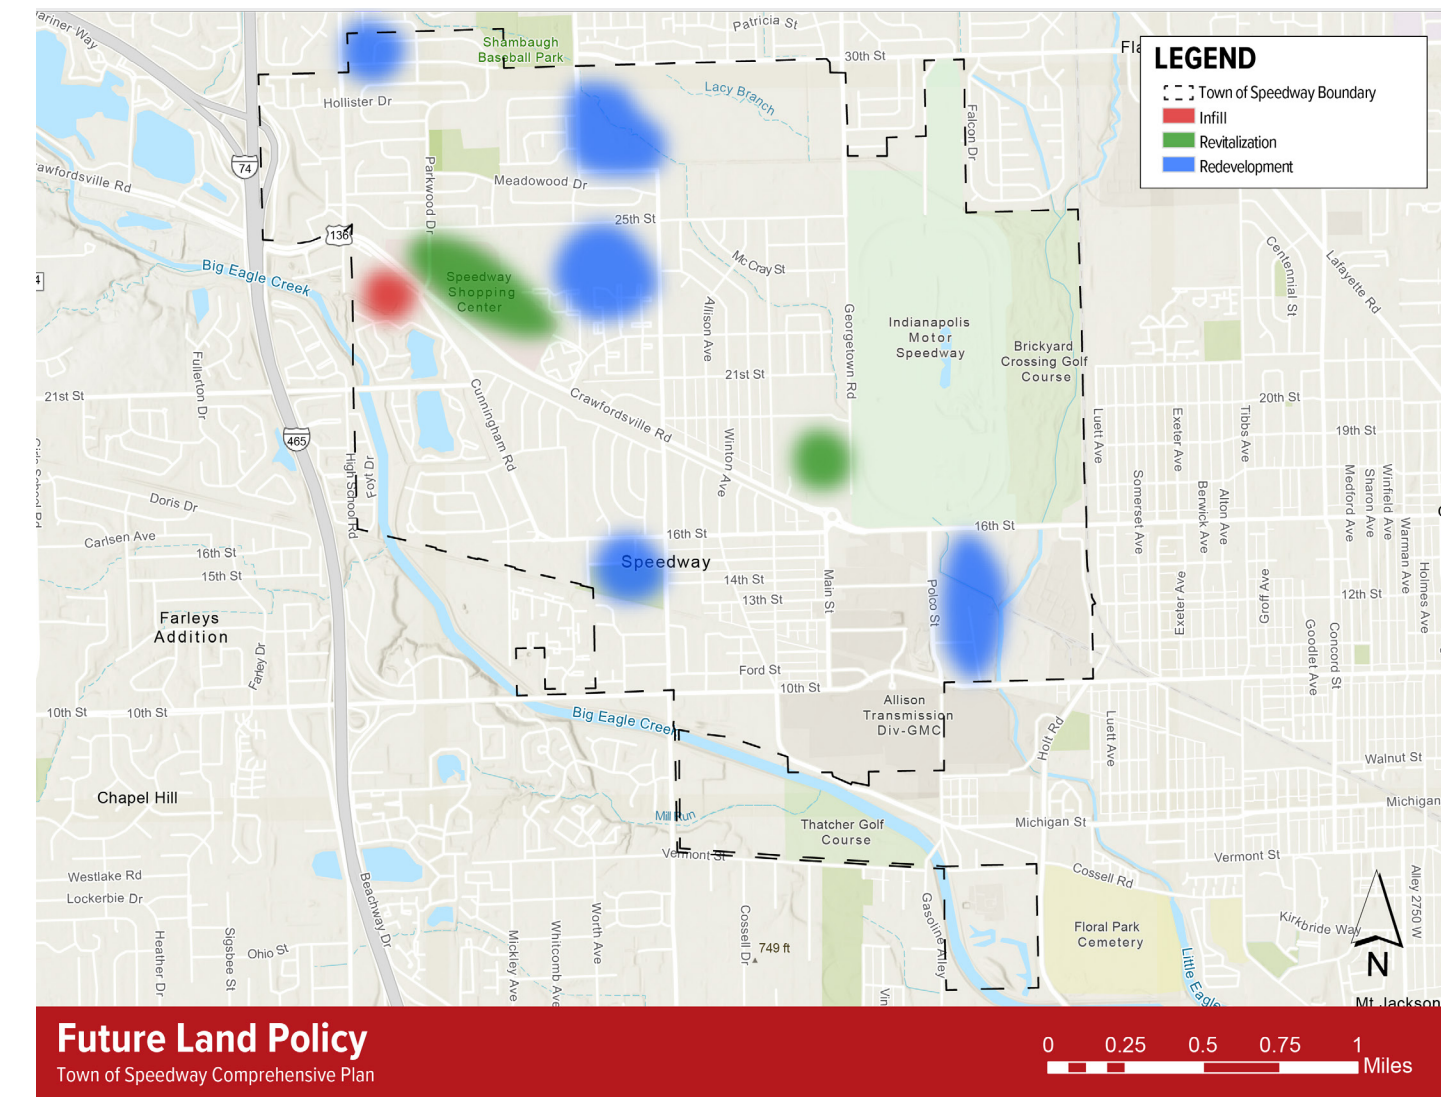 Mariner Way
Patricia St
Shambaugh
Baseball Park
30th St
Fla
LEGEND
Town of Speedway Boundary
Infill
Revitalization
Redevelopment
Hollister Dr
Lacy Branch
Falcon Dr
74
Crawfordsville Rd
Parkwood Dr
Meadowood Dr
25th St
136
Big Eagle Creek
4
Speedway
Shopping
Center
Mc Cray St
Allison Ave
Georgetown Rd
Indianapolis
Motor
Speedway
Brickyard
Crossing Golf
Course
Centennial St
Lafayette Rd
Fullerton Dr
21st St
21st St
Cunningham Rd
Crawfordsville Rd
Winton Ave
20th St
19th St
Luett Ave
Exeter Ave
Tibbs Ave
465
High School Rd
Foyt Dr
Somerset Ave
Berwick Ave
Alton Ave
Medford Ave
Sharon Ave
Winfield Ave
Warman Ave
Holmes Ave
Doris Dr
Carlsen Ave
16th St
15th St
16th St
16th St
Speedway
14th St
13th St
Main St
Polco St
Exeter Ave
Groff Ave
12th St
Goodlet Ave
Concord St
Farleys
Addition
Farley Dr
Ford St
10th St
10th St
10th St
Allison
Transmission
Div-GMC
Big Eagle Creek
Holt Rd
Luett Ave
Walnut St
Chapel Hill
Mill Run
Thatcher Golf
Course
Michigan St
Michigan
Vermont St
Vermont St
Westlake Rd
Lockerbie Dr
Beachway Dr
Cossell Rd
Alley 2750 W
Heather Dr
Sigsbee St
Ohio St
Mickley Ave
Whitcomb Ave
Worth Ave
Cossell Dr
749 ft
Vin
Gasoline Alley
Floral Park
Cemetery
Kirkbride Way
Little Eagle
N
Mt Jackson
Future Land Policy
Town of Speedway Comprehensive Plan
0 0.25 0.5 0.75 1
Miles